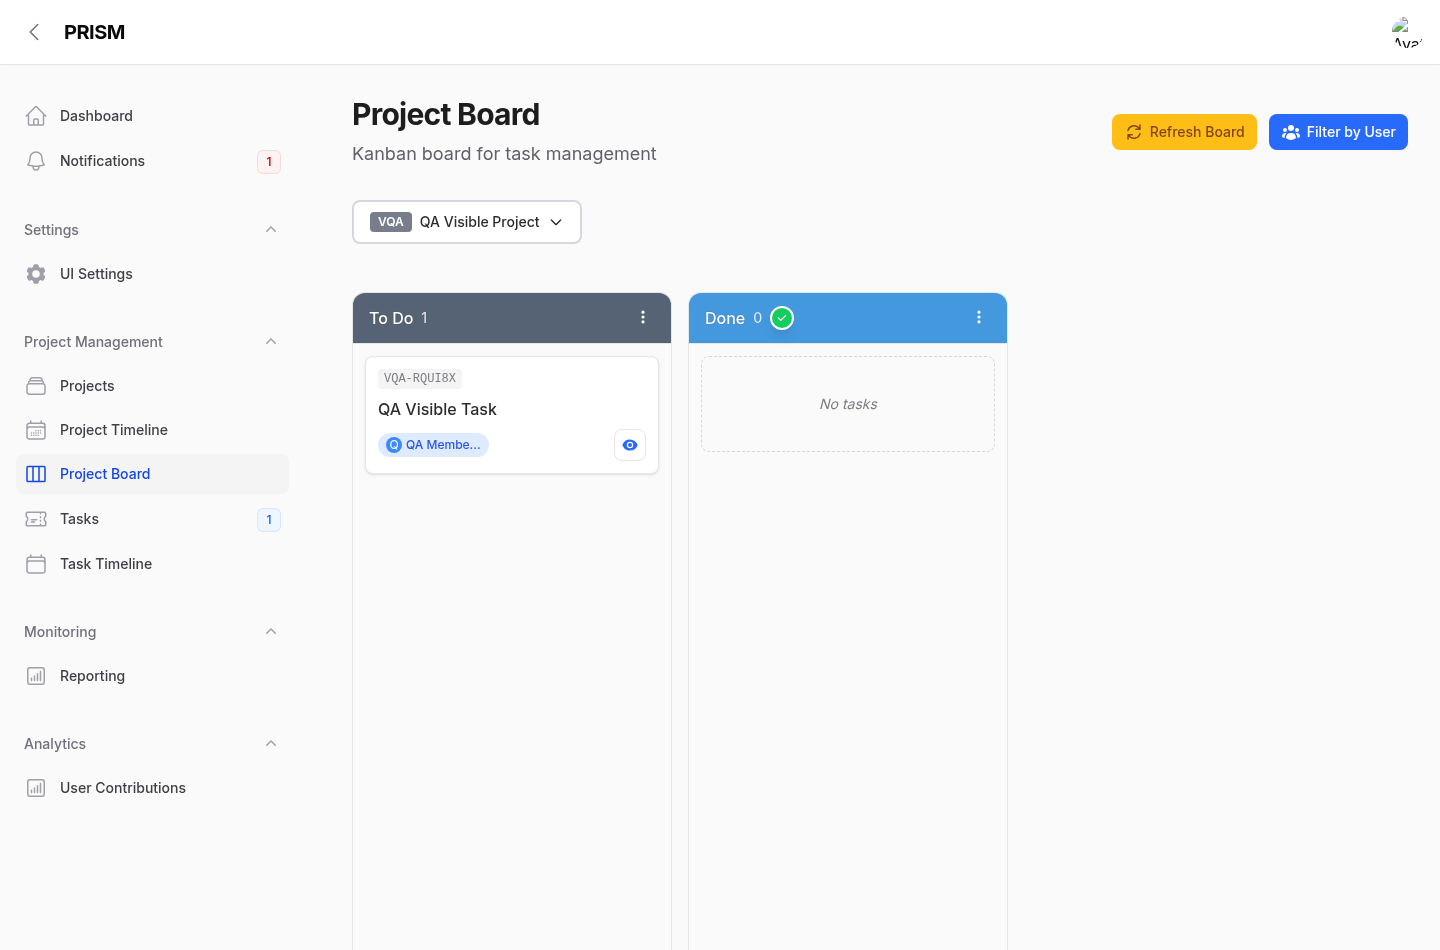 PRISM
Dashboard
Notifications 1
Settings
UI Settings
Project Management
Projects
Project Timeline
Project Board
Tasks 1
Task Timeline
Monitoring
Reporting
Analytics
User Contributions
Project Board
Kanban board for task management
Refresh Board
Filter by User
VQA QA Visible Project
To Do 1
VQA-RQUI8X
QA Visible Task
Q QA Membe...
Done 0
No tasks